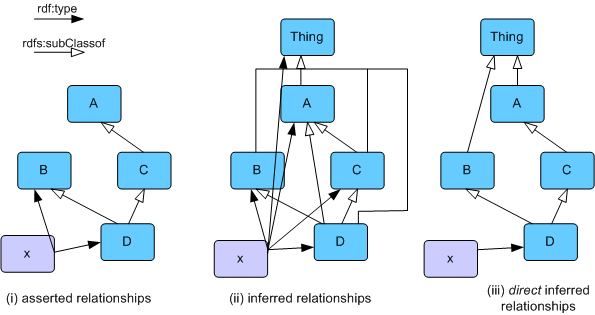 rdf:type
rdfs:subClassof
A
B
C
D
x
(i) asserted relationships
Thing
A
B
C
D
x
(ii) inferred relationships
Thing
A
B
C
D
x
(iii) direct inferred
relationships